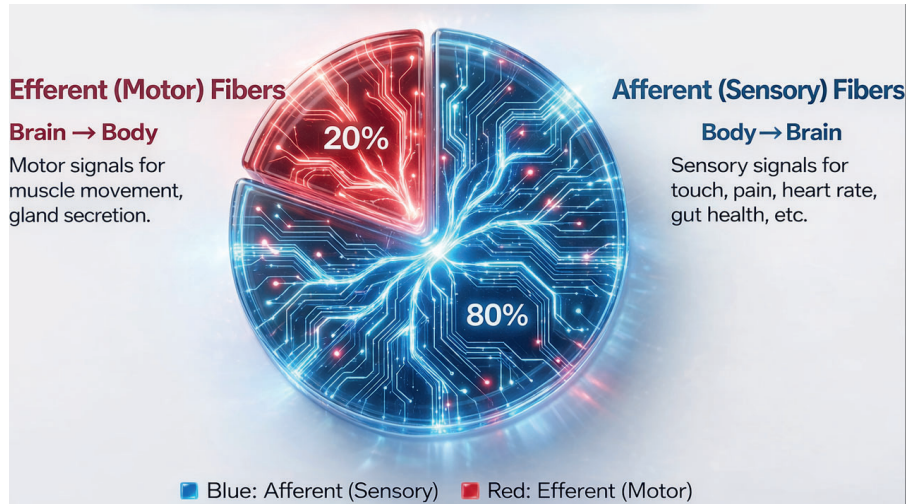 Efferent (Motor) Fibers
Brain → Body
Motor signals for
muscle movement,
gland secretion.
20%
Afferent (Sensory) Fibers
Body → Brain
Sensory signals for
touch, pain, heart rate,
gut health, etc.
80%
Blue: Afferent (Sensory)
Red: Efferent (Motor)